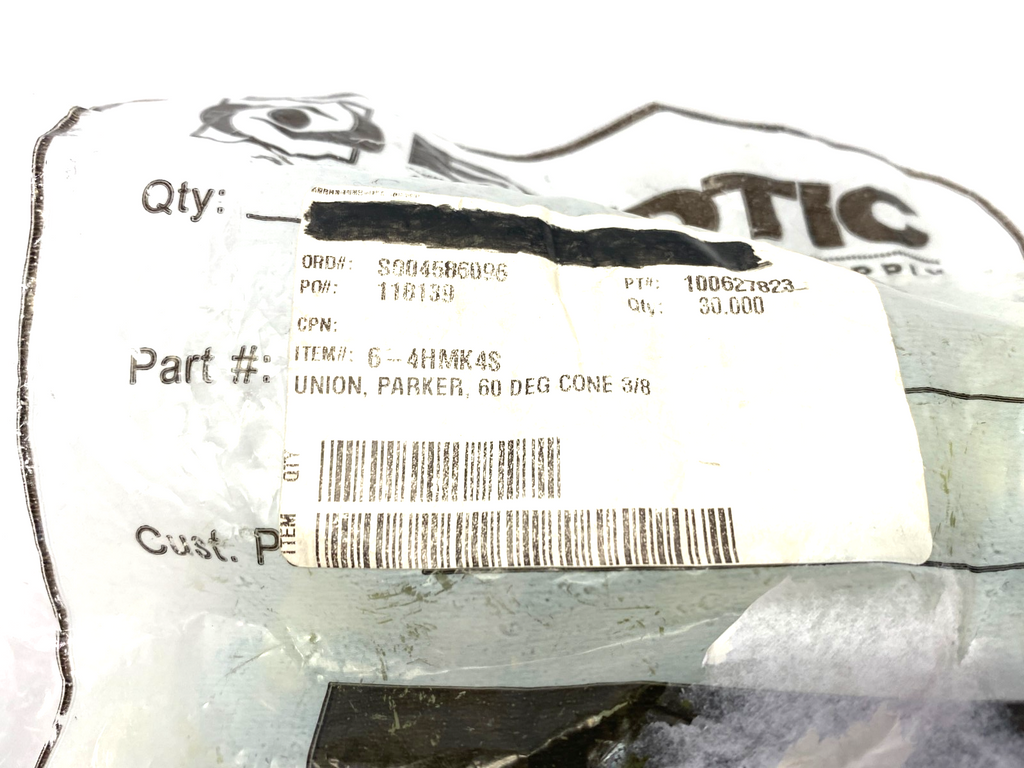 OTIC
Qty:
ORD#: S004586096
PT#: 100627823
PO#: 116139
Qty: 30.000
CPN:
Part #:
ITEM#: 6-4HMK4S
UNION, PARKER, 60 DEG CONE 3/8
QTY
ITEM
Cust. P